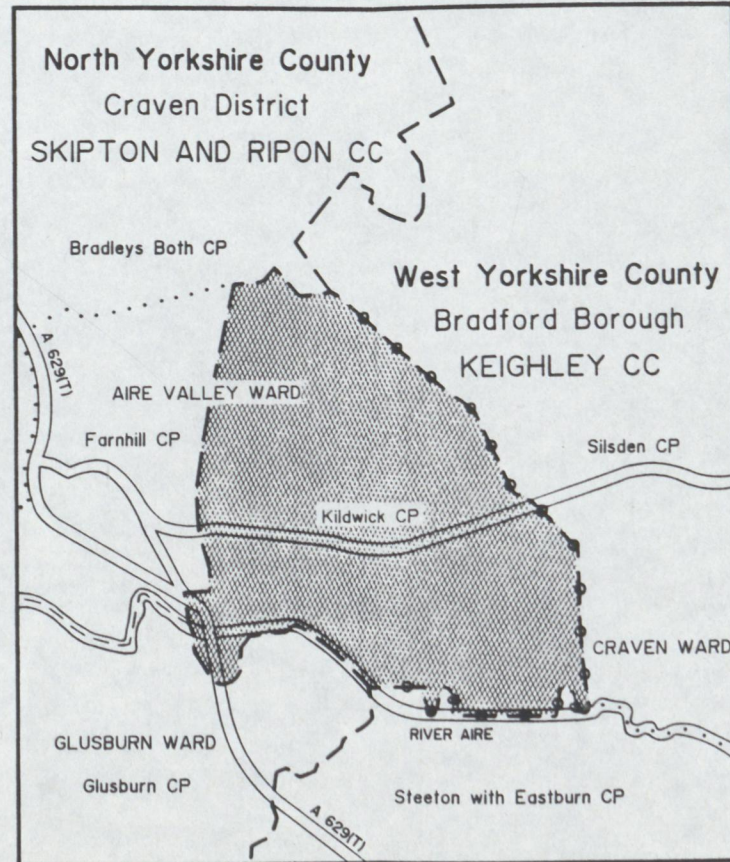 North Yorkshire County
Craven District
SKIPTON AND RIPON CC
Bradleys Both CP
West Yorkshire County
Bradford Borough
KEIGHLEY CC
A 629(T)
AIRE VALLEY WARD
Farnhill CP
Silsden CP
Kildwick CP
CRAVEN WARD
RIVER AIRE
GLUSBURN WARD
Glusburn CP
Steeton with Eastburn CP
A 629(T)